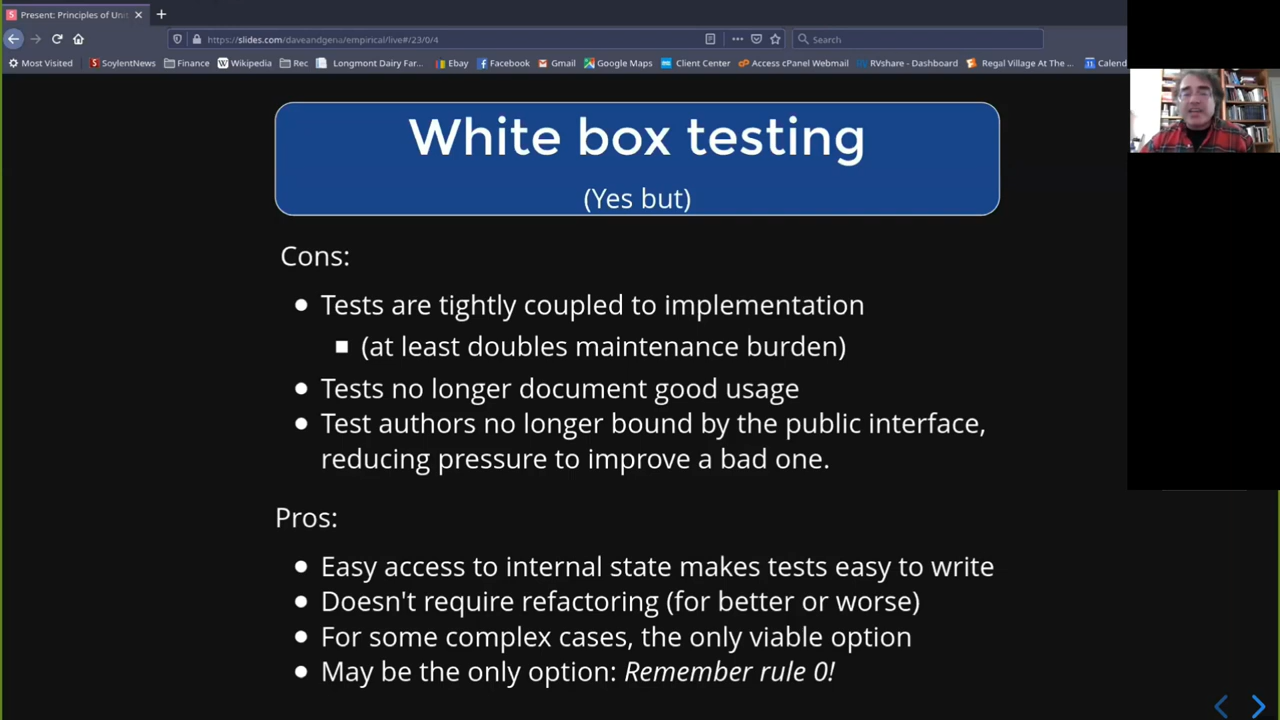 Present: Principles of Unit
https://slides.com/daveandgena/empirical/live#/23/0/4
Search
Most Visited
SoylentNews
Finance
Wikipedia
Rec
Longmont Dairy Far...
Ebay
Facebook
Gmail
Google Maps
Client Center
Access cPanel Webmail
RVshare - Dashboard
Regal Village At The ...
Calend
White box testing
(Yes but)
Cons:
Tests are tightly coupled to implementation
(at least doubles maintenance burden)
Tests no longer document good usage
Test authors no longer bound by the public interface,
reducing pressure to improve a bad one.
Pros:
Easy access to internal state makes tests easy to write
Doesn't require refactoring (for better or worse)
For some complex cases, the only viable option
May be the only option: Remember rule 0!